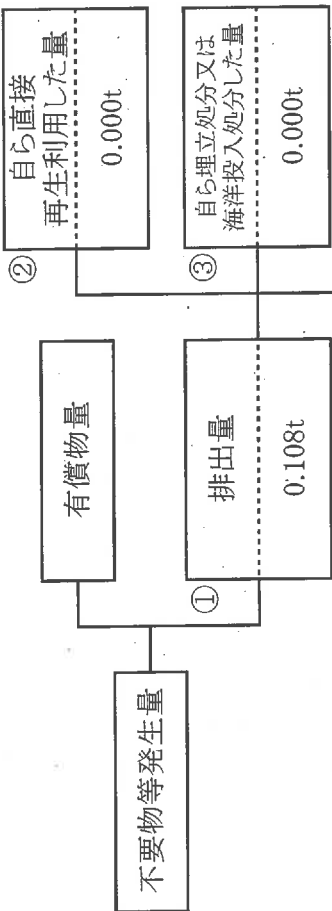 不要物等発生量
有償物量
①
排出量
0.108t
②
自ら直接
再生利用した量
0.000t
③
自ら埋立処分又は
海洋投入処分した量
0.000t